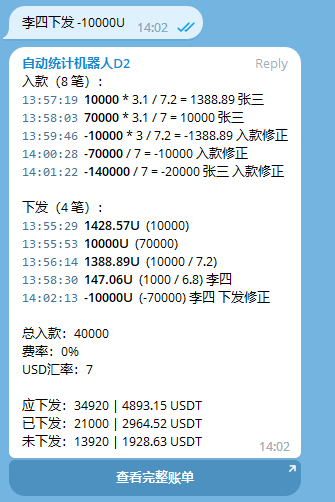 李四下发 -10000U
14:02
自动统计机器人D2
Reply
入款（8 笔）:
13:57:19 10000 * 3.1 / 7.2 = 1388.89 张三
13:58:03 70000 * 3.1 / 7 = 10000 张三
13:59:46 -10000 * 3 / 7.2 = -1388.89 入款修正
14:00:28 -70000 / 7 = -10000 入款修正
14:01:22 -140000 / 7 = -20000 张三 入款修正
下发（4 笔）:
13:55:29 1428.57U (10000)
13:55:53 10000U (70000)
13:56:14 1388.89U (10000 / 7.2)
13:58:30 147.06U (1000 / 6.8) 李四
14:02:13 -10000U (-70000) 李四 下发修正
总入款：40000
费率：0%
USD汇率：7
应下发：34920 | 4893.15 USDT
已下发：21000 | 2964.52 USDT
未下发：13920 | 1928.63 USDT
14:02
查看完整账单